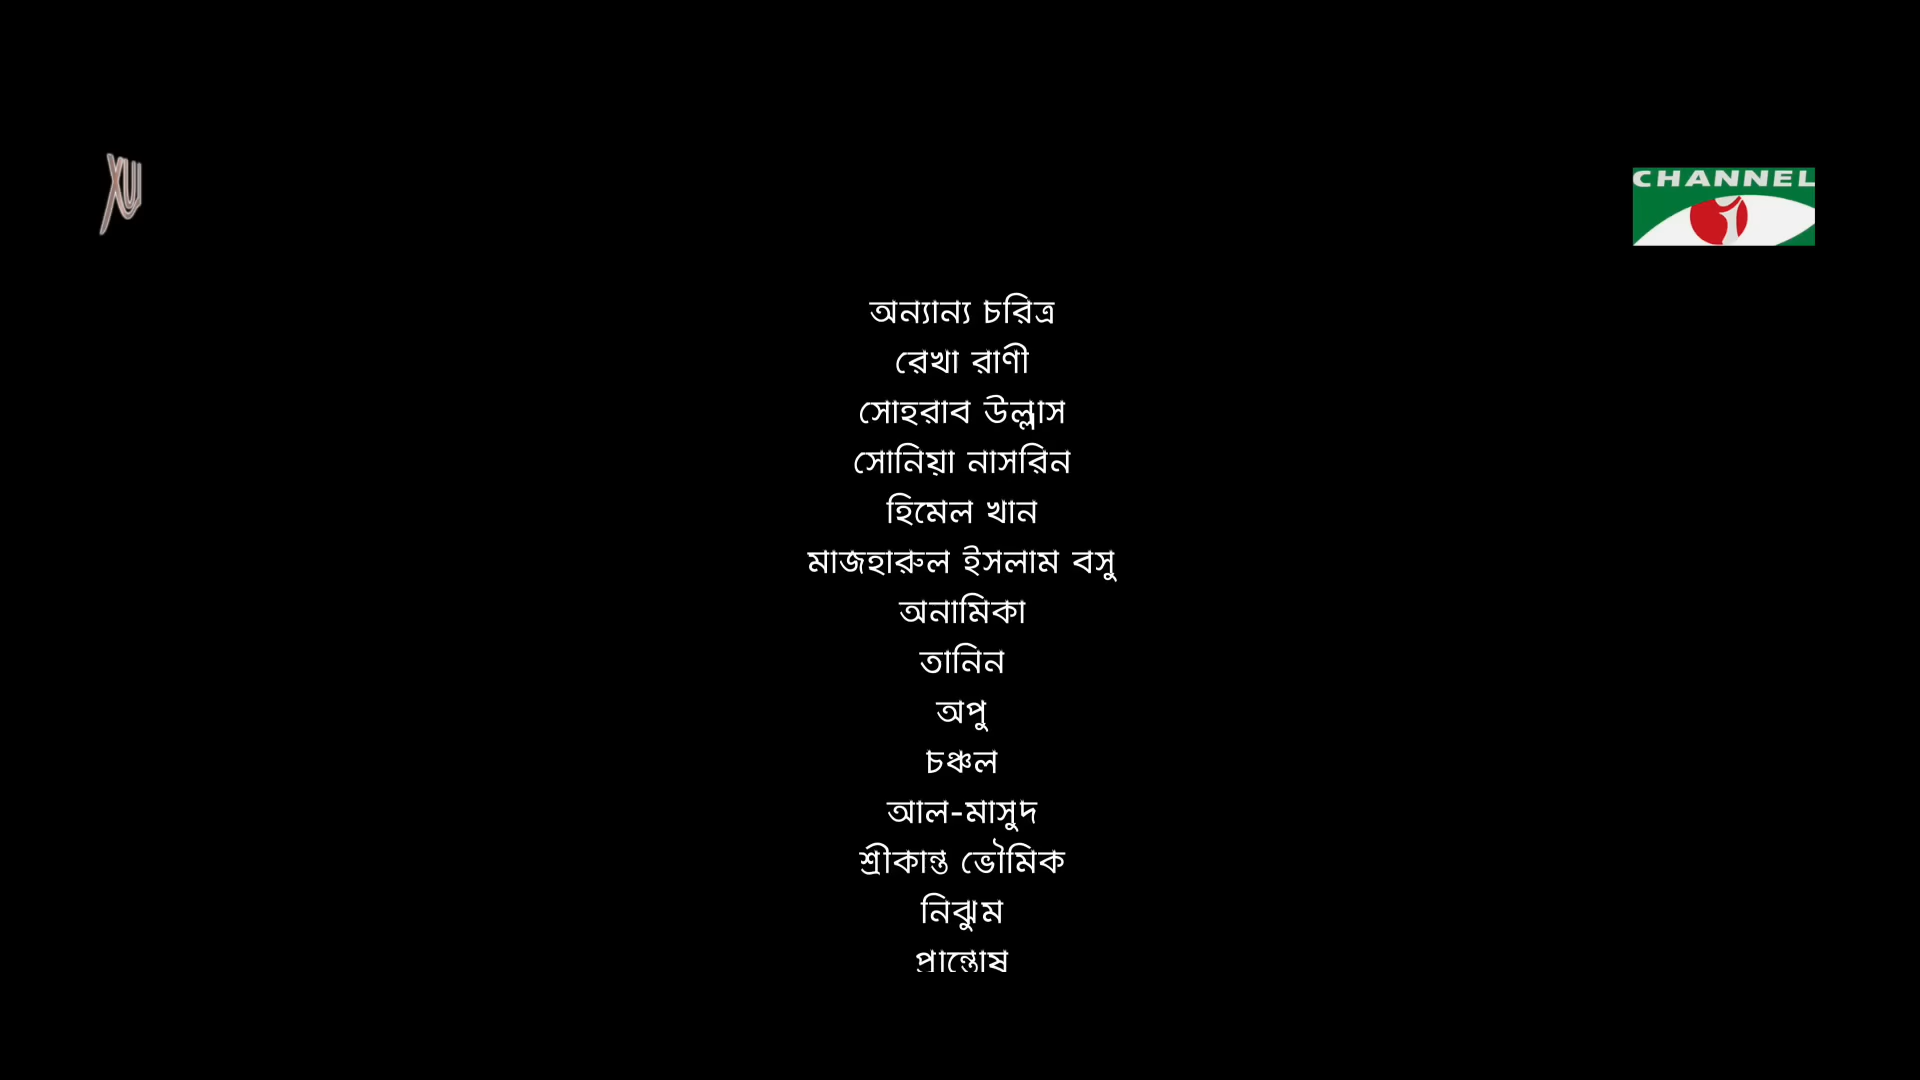 CHANNEL i
অন্যান্য চরিত্র
রেখা রাণী
সোহরাব উল্লাস
সোনিয়া নাসরিন
হিমেল খান
মাজহারুল ইসলাম বসু
অনামিকা
তানিন
অপু
চঞ্চল
আল-মাসুদ
শ্রীকান্ত ভৌমিক
নিঝুম
প্রান্তোষ